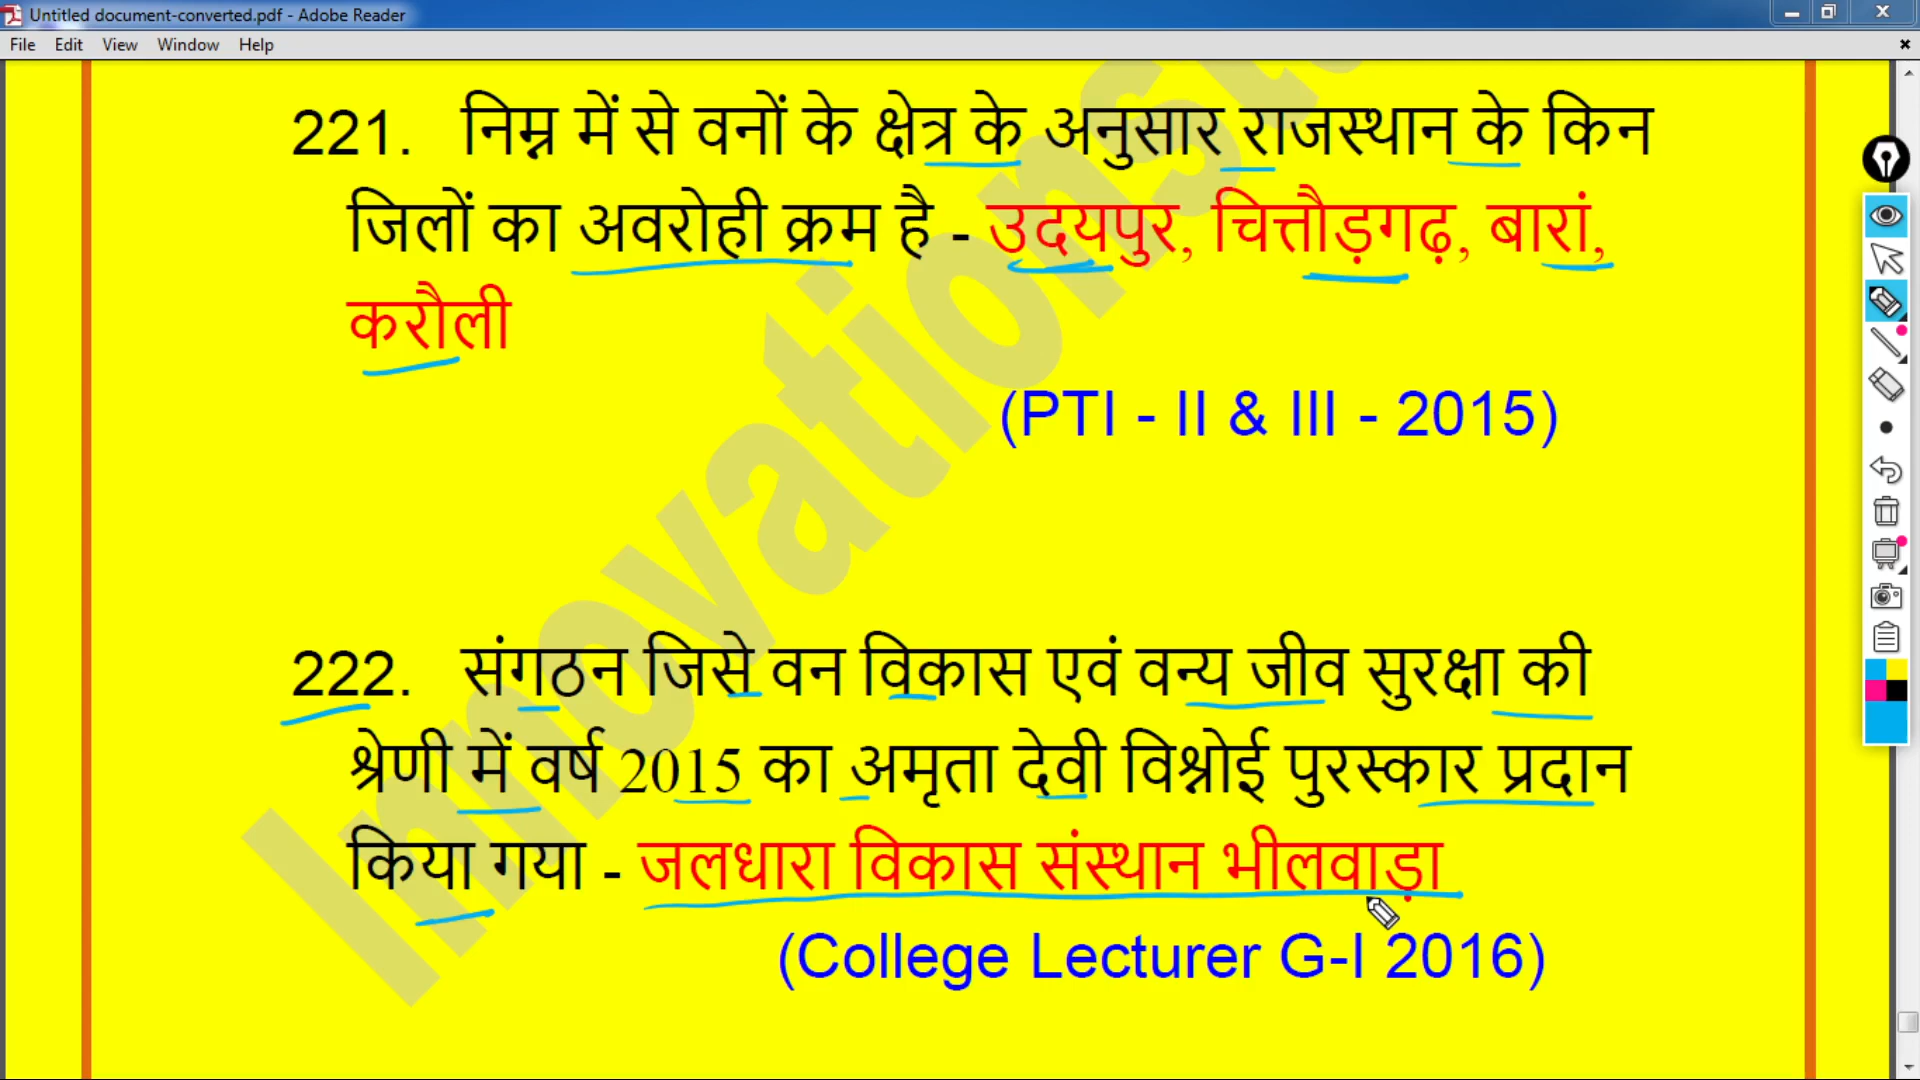 Untitled document-converted.pdf - Adobe Reader
File Edit View Window Help
221. निम्न में से वनों के क्षेत्र के अनुसार राजस्थान के किन
जिलों का अवरोही क्रम है - उदयपुर, चित्तौड़गढ़, बारां,
करौली
(PTI - II & III - 2015)
222. संगठन जिसे वन विकास एवं वन्य जीव सुरक्षा की
श्रेणी में वर्ष 2015 का अमृता देवी विश्नोई पुरस्कार प्रदान
किया गया - जलधारा विकास संस्थान भीलवाड़ा
(College Lecturer G-I 2016)